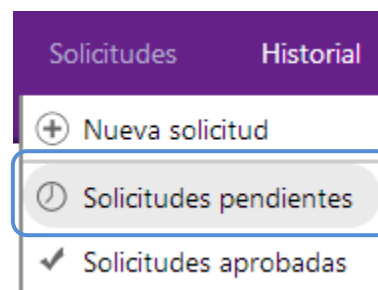 Solicitudes Historial
Nueva solicitud
Solicitudes pendientes
Solicitudes aprobadas